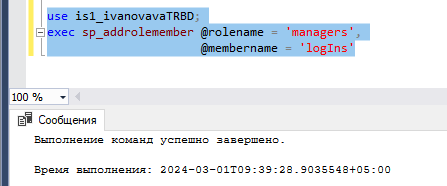 use is1_ivanovavaTRBD;
exec sp_addrolemember @rolename = 'managers',
@membername = 'logIns'
100 %
Сообщения
Выполнение команд успешно завершено.
Время выполнения: 2024-03-01T09:39:28.9035548+05:00